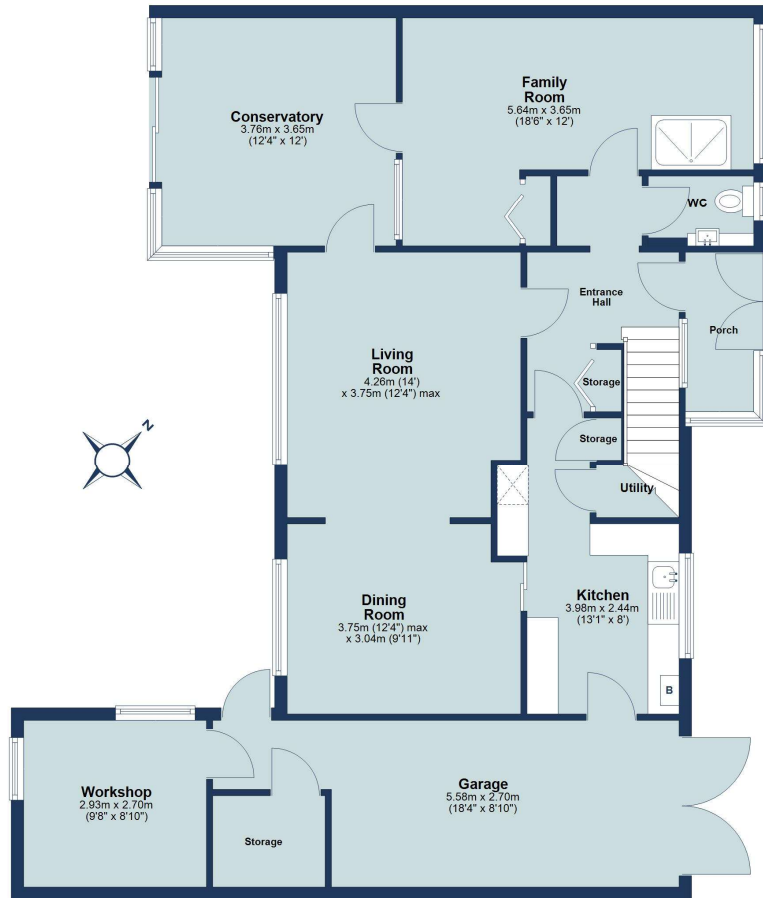 Conservatory
3.76m x 3.65m
(12'4" x 12')
Family
Room
5.64m x 3.65m
(18'6" x 12')
WC
Entrance
Hall
Porch
Living
Room
4.26m (14')
x 3.75m (12'4") max
Storage
Storage
Utility
N
Dining
Room
3.75m (12'4") max
x 3.04m (9'11")
Kitchen
3.98m x 2.44m
(13'1" x 8')
B
Workshop
2.93m x 2.70m
(9'8" x 8'10")
Storage
Garage
5.58m x 2.70m
(18'4" x 8'10")